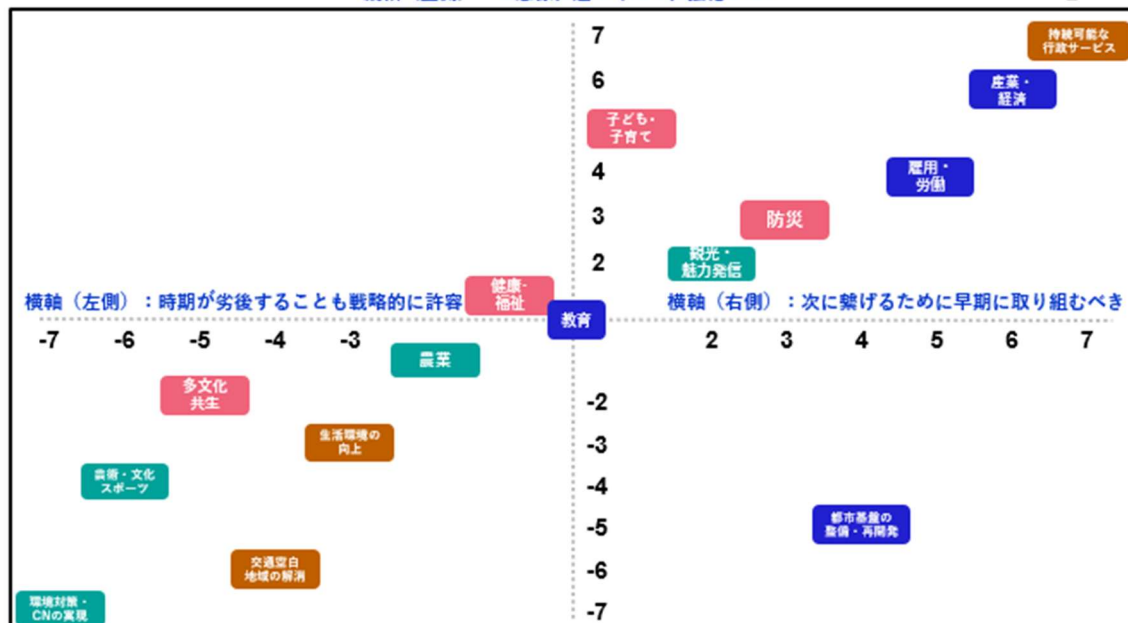 7
持続可能な
行政サービス
6
産業・
経済
子ども・
子育て
4
雇用・
労働
3
防災
2
観光・
魅力発信
健康・
福祉
横軸（左側）：時期が劣後することも戦略的に許容
横軸（右側）：次に繋げるために早期に取り組むべき
教育
-7
-6
-5
-4
-3
2
3
4
5
6
7
農業
多文化
共生
-2
生活環境の
向上
-3
芸術・文化
スポーツ
-4
都市基盤の
整備・再開発
-5
交通空白
地域の解消
-6
環境対策・
CNの実現
-7